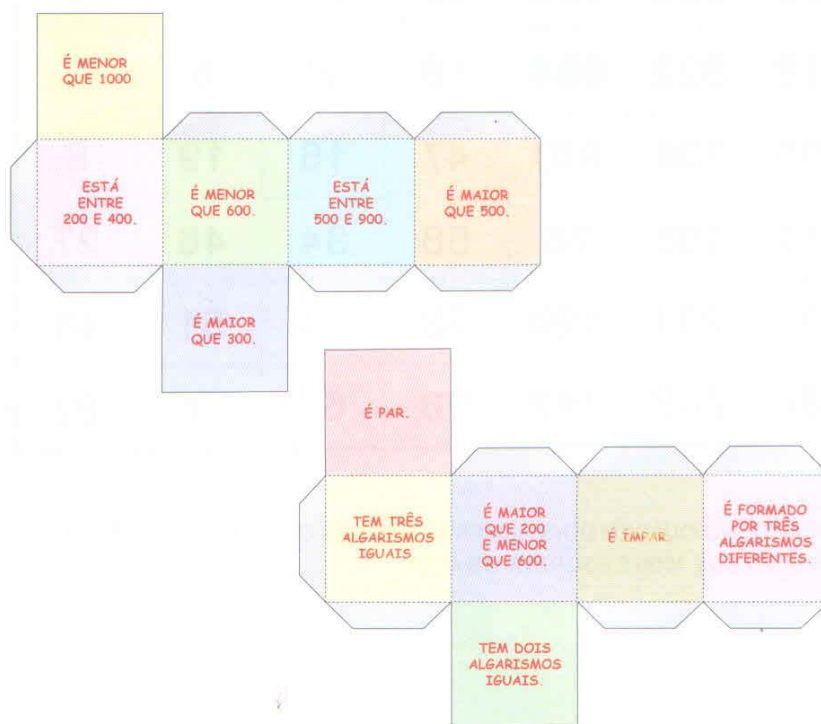 É MENOR
QUE 1000
ESTÁ
ENTRE
200 E 400.
É MENOR
QUE 600.
ESTÁ
ENTRE
500 E 900.
É MAIOR
QUE 500.
É MAIOR
QUE 300.
É PAR.
TEM TRÊS
ALGARISMOS
IGUAIS
É MAIOR
QUE 200
E MENOR
QUE 600.
É IMPAR.
É FORMADO
POR TRÊS
ALGARISMOS
DIFERENTES.
TEM DOIS
ALGARISMOS
IGUAIS.